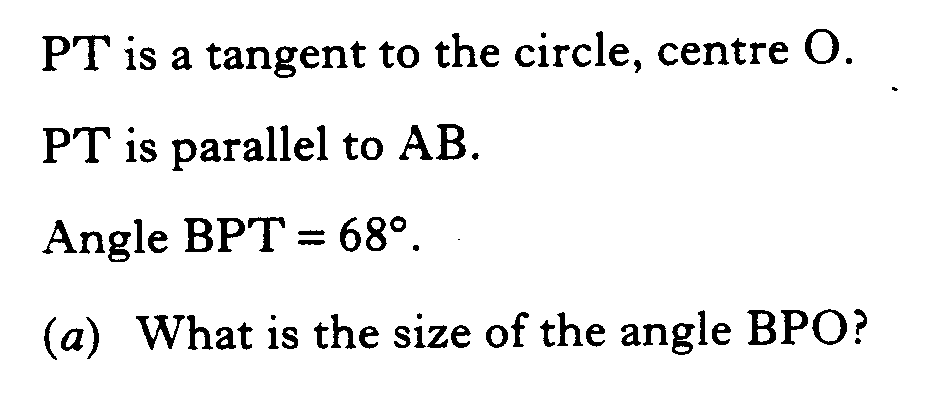 PT is a tangent to the circle, centre O.
PT is parallel to AB.
Angle BPT = 68°.
(a) What is the size of the angle BPO?